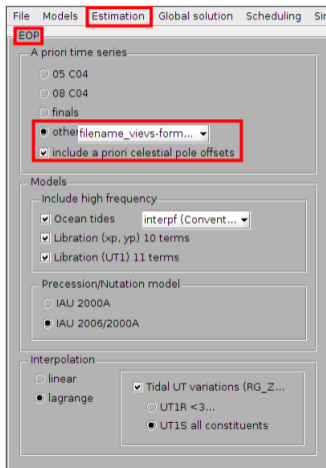 File Models Estimation Global solution Scheduling Si
EOP
A priori time series
05 C04
08 C04
finals
other filename_vievs-form...
include a priori celestial pole offsets
Models
Include high frequency
Ocean tides interpf (Convent...
Libration (xp, yp) 10 terms
Libration (UT1) 11 terms
Precession/Nutation model
IAU 2000A
IAU 2006/2000A
Interpolation
linear
lagrange
Tidal UT variations (RG_Z...
UT1R <3...
UT1S all constituents